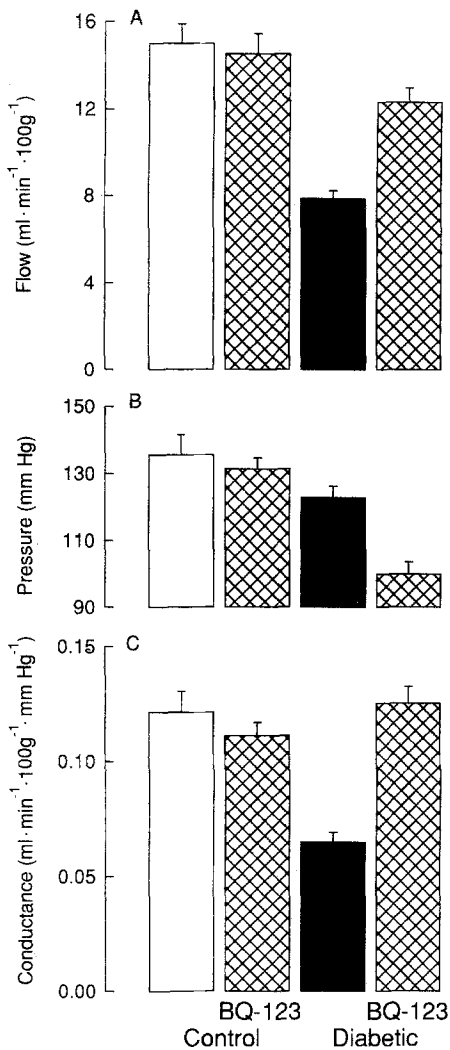 A
16
12
8
4
0
Flow (ml·min⁻¹·100g⁻¹)
B
150
130
110
90
Pressure (mm Hg)
C
0.15
0.10
0.05
0.00
Conductance (ml·min⁻¹·100g⁻¹·mm Hg⁻¹)
BQ-123 BQ-123
Control Diabetic